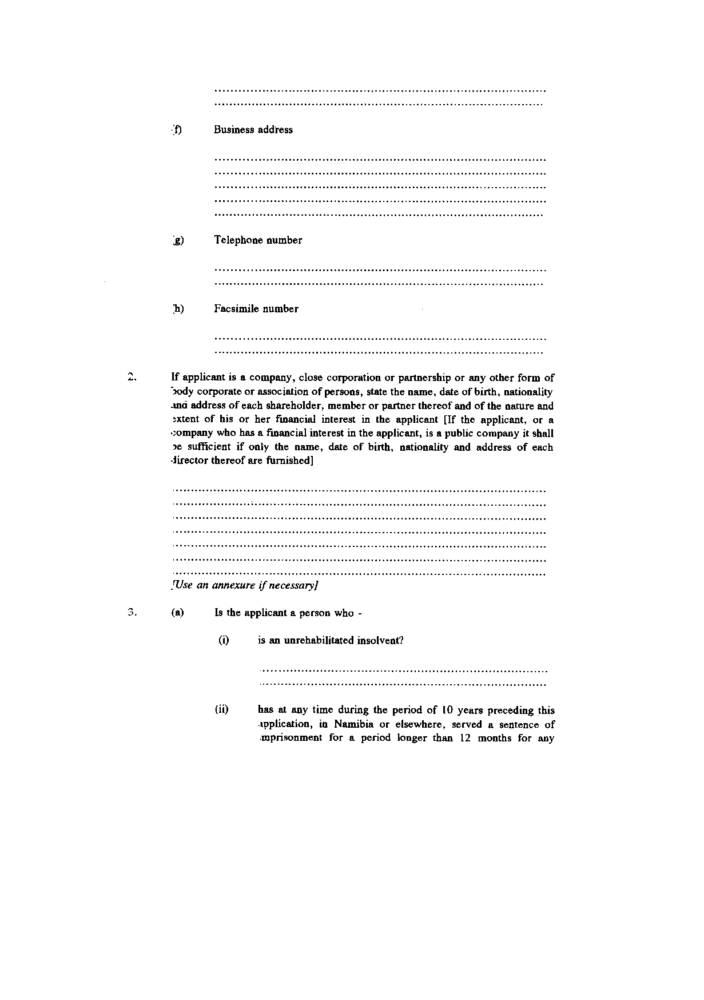 ................................................................................
................................................................................
(f) Business address
................................................................................
................................................................................
................................................................................
................................................................................
................................................................................
(g) Telephone number
................................................................................
................................................................................
(h) Facsimile number
................................................................................
................................................................................
2. If applicant is a company, close corporation or partnership or any other form of
body corporate or association of persons, state the name, date of birth, nationality
and address of each shareholder, member or partner thereof and of the nature and
extent of his or her financial interest in the applicant [If the applicant, or a
company who has a financial interest in the applicant, is a public company it shall
be sufficient if only the name, date of birth, nationality and address of each
director thereof are furnished]
................................................................................
................................................................................
................................................................................
................................................................................
................................................................................
................................................................................
................................................................................
[Use an annexure if necessary]
3. (a) Is the applicant a person who -
(i) is an unrehabilitated insolvent?
................................................................................
................................................................................
(ii) has at any time during the period of 10 years preceding this
application, in Namibia or elsewhere, served a sentence of
imprisonment for a period longer than 12 months for any